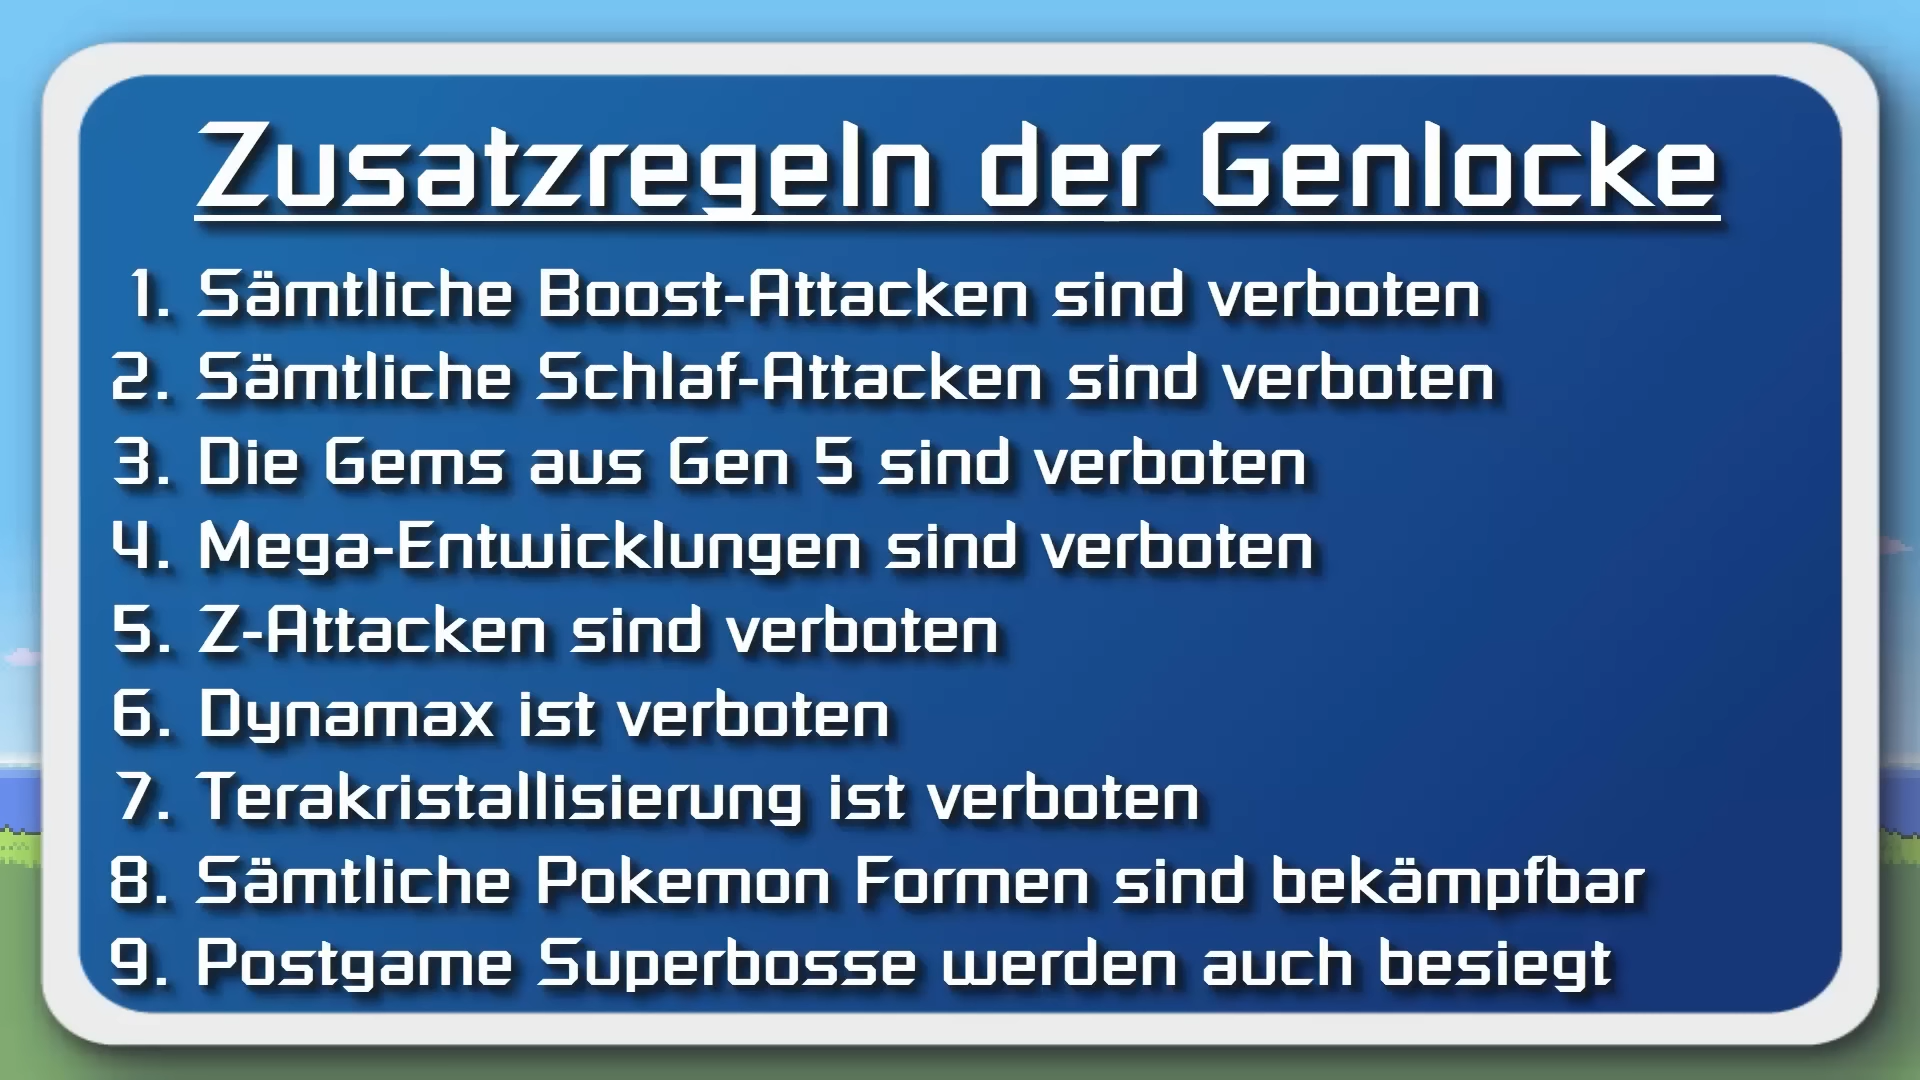 Zusatzregeln der Genlocke
1. Sämtliche Boost-Attacken sind verboten
2. Sämtliche Schlaf-Attacken sind verboten
3. Die Gems aus Gen 5 sind verboten
4. Mega-Entwicklungen sind verboten
5. Z-Attacken sind verboten
6. Dynamax ist verboten
7. Terakristallisierung ist verboten
8. Sämtliche Pokemon Formen sind bekämpfbar
9. Postgame Superbosse werden auch besiegt